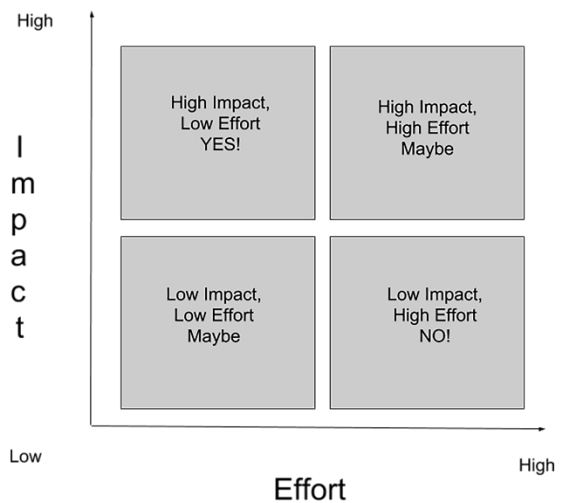 High
High Impact,
Low Effort
YES!
High Impact,
High Effort
Maybe
Impact
Low Impact,
Low Effort
Maybe
Low Impact,
High Effort
NO!
Low
High
Effort